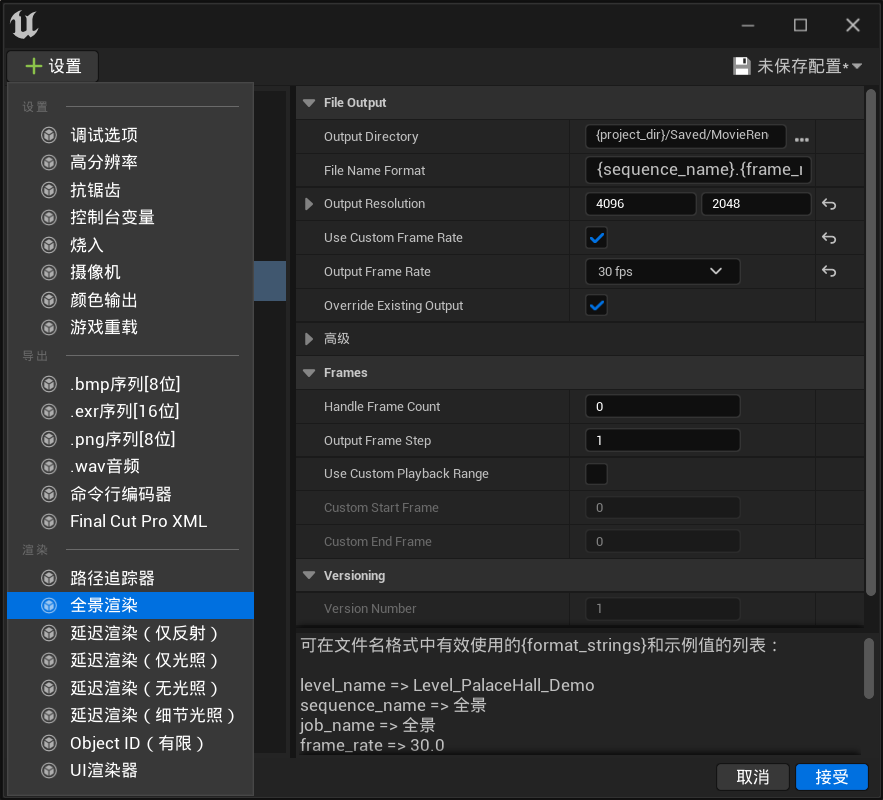 设置
未保存配置*
设置
调试选项
高分辨率
抗锯齿
控制台变量
烧入
摄像机
颜色输出
游戏重载
导出
.bmp序列[8位]
.exr序列[16位]
.png序列[8位]
.wav音频
命令行编码器
Final Cut Pro XML
渲染
路径追踪器
全景渲染
延迟渲染（仅反射）
延迟渲染（仅光照）
延迟渲染（无光照）
延迟渲染（细节光照）
Object ID（有限）
UI渲染器
File Output
Output Directory {project_dir}/Saved/MovieRen ...
File Name Format {sequence_name}.{frame_r
Output Resolution 4096 2048
Use Custom Frame Rate
Output Frame Rate 30 fps
Override Existing Output
高级
Frames
Handle Frame Count 0
Output Frame Step 1
Use Custom Playback Range
Custom Start Frame 0
Custom End Frame 0
Versioning
Version Number 1
可在文件名格式中有效使用的{format_strings}和示例值的列表：
level_name => Level_PalaceHall_Demo
sequence_name => 全景
job_name => 全景
frame_rate => 30.0
取消 接受